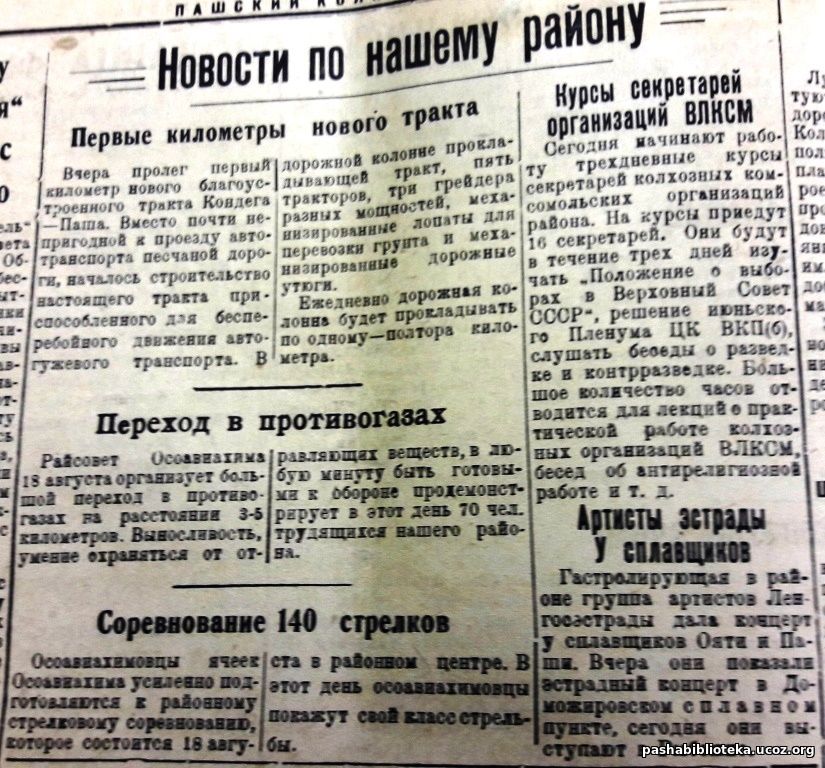 ПАШСКИЙ
Новости по нашему району
Первые километры нового тракта
Вчера пролег первый
километр нового благоус-
троенного тракта Кондега
—Паша. Вместо почти не-
пригодной к проезду авто-
транспорта песчаной доро-
ги, началось строительство
настоящего тракта при-
способленного для беспе-
ребойного движения авто-
гужевого транспорта. В
дорожной колонне прокла-
дывающей тракт, пять
тракторов, три грейдера
разных мощностей, меха-
низированные лопаты для
перевозки грунта и меха-
низированные дорожные
утюги.
Ежедневно дорожная ко-
лонна будет прокладывать
по одному—полтора кило-
метра.
Переход в противогазах
Райсовет Осоавиахима
18 августа организует боль-
шой переход в противо-
газах на расстоянии 3-5
километров. Выносливость,
умение охраняться от от-
равляющих веществ, в лю-
бую минуту быть готовы-
ми к обороне продемонст-
рирует в этот день 70 чел.
трудящихся нашего райо-
на.
Соревнование 140 стрелков
Осоавиахимовцы ячеек
Осоавиахима усиленно под-
готовляются к районному
стрелковому соревнованию,
которое состоится 18 авгу-
ста в районном центре. В
этот день осоавиахимовцы
покажут свой класс стрель-
бы.
Курсы секретарей
организаций ВЛКСМ
Сегодня начинают рабо-
ту трехдневные курсы
секретарей колхозных ком-
сомольских организаций
района. На курсы приедут
16 секретарей. Они будут
в течение трех дней изу-
чать „Положение о выбо-
рах в Верховный Совет
СССР“, решение июньско-
го Пленума ЦК ВКП(б),
слушать беседы о развед-
ке и контрразведке. Боль-
шое количество часов от-
водится для лекций о прак-
тической работе колхоз-
ных организаций ВЛКСМ,
бесед об антирелигиозной
работе и т. д.
Артисты эстрады
У сплавщиков
Гастролирующая в рай-
оне группа артистов Лен-
госэстрады дала концерт
у сплавщиков Ояти и Па-
ши. Вчера они показали
эстрадный концерт в До-
можировском сплавном
пункте, сегодня они вы-
ступают
pashabiblioteka.ucoz.org